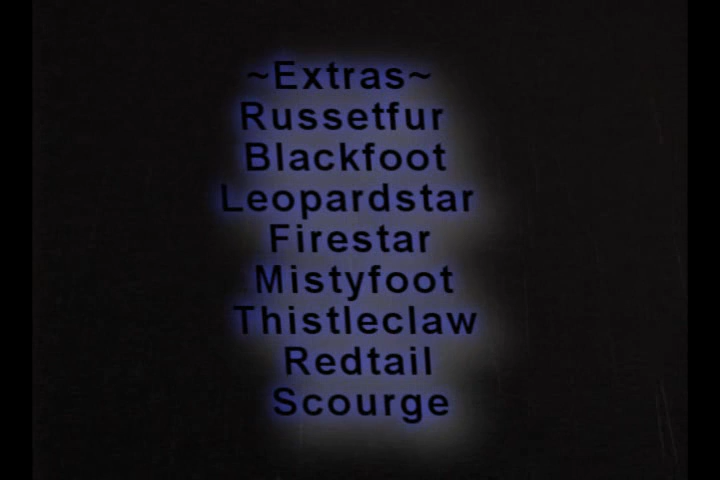 ~Extras~
Russetfur
Blackfoot
Leopardstar
Firestar
Mistyfoot
Thistleclaw
Redtail
Scourge